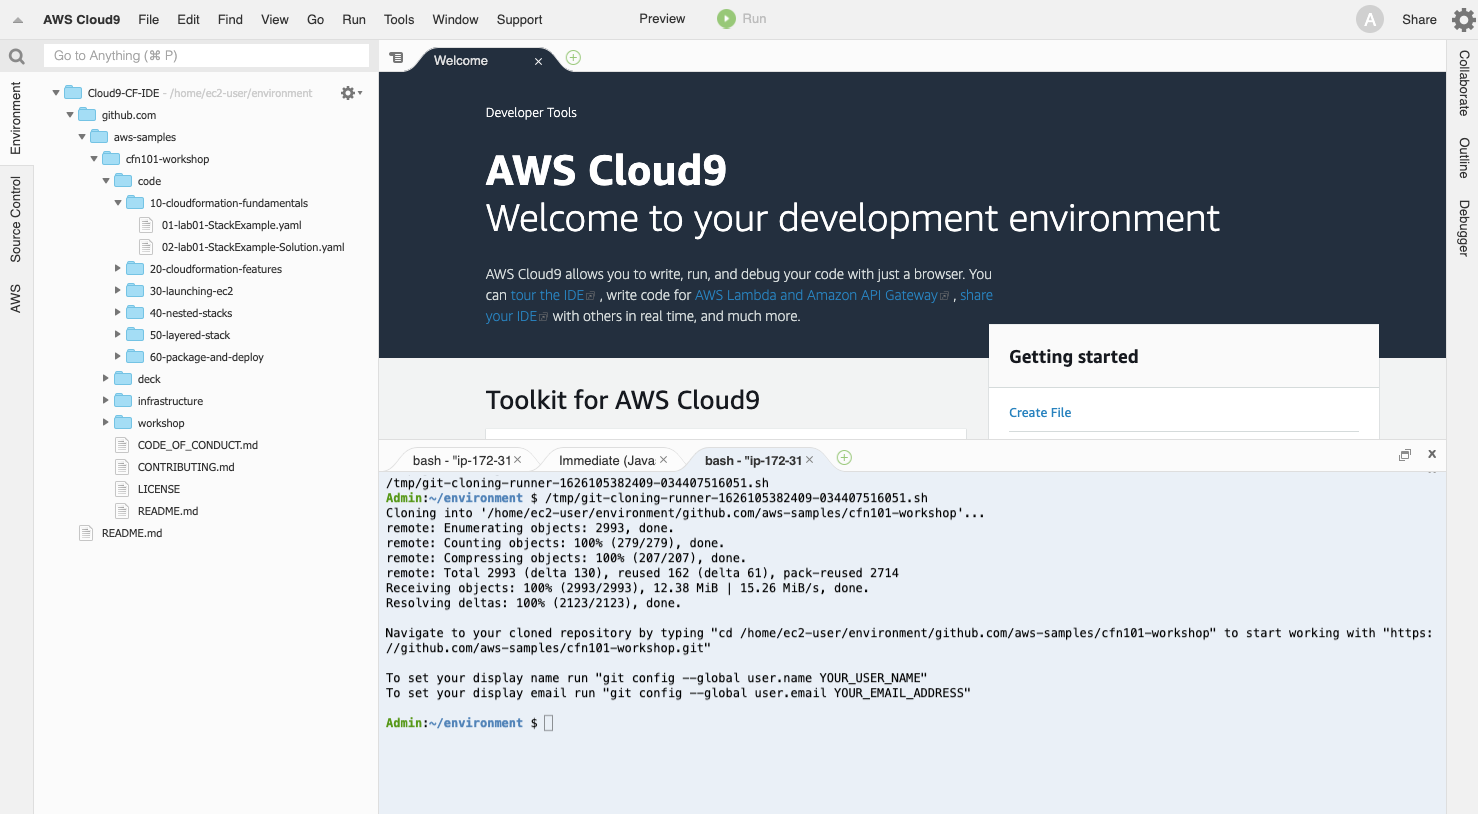 AWS Cloud9 File Edit Find View Go Run Tools Window Support Preview Run A Share
Go to Anything (⌘ P)
Environment
Source Control
AWS
Cloud9-CF-IDE - /home/ec2-user/environment
github.com
aws-samples
cfn101-workshop
code
10-cloudformation-fundamentals
01-lab01-StackExample.yaml
02-lab01-StackExample-Solution.yaml
20-cloudformation-features
30-launching-ec2
40-nested-stacks
50-layered-stack
60-package-and-deploy
deck
infrastructure
workshop
CODE_OF_CONDUCT.md
CONTRIBUTING.md
LICENSE
README.md
README.md
Welcome
Developer Tools
AWS Cloud9
Welcome to your development environment
AWS Cloud9 allows you to write, run, and debug your code with just a browser. You
can tour the IDE , write code for AWS Lambda and Amazon API Gateway , share
your IDE with others in real time, and much more.
Toolkit for AWS Cloud9
Getting started
Create File
bash - "ip-172-31 Immediate (Java bash - "ip-172-31
/tmp/git-cloning-runner-1626105382409-034407516051.sh
Admin:~/environment $ /tmp/git-cloning-runner-1626105382409-034407516051.sh
Cloning into '/home/ec2-user/environment/github.com/aws-samples/cfn101-workshop'...
remote: Enumerating objects: 2993, done.
remote: Counting objects: 100% (279/279), done.
remote: Compressing objects: 100% (207/207), done.
remote: Total 2993 (delta 130), reused 162 (delta 61), pack-reused 2714
Receiving objects: 100% (2993/2993), 12.38 MiB | 15.26 MiB/s, done.
Resolving deltas: 100% (2123/2123), done.
Navigate to your cloned repository by typing "cd /home/ec2-user/environment/github.com/aws-samples/cfn101-workshop" to start working with "https:
//github.com/aws-samples/cfn101-workshop.git"
To set your display name run "git config --global user.name YOUR_USER_NAME"
To set your display email run "git config --global user.email YOUR_EMAIL_ADDRESS"
Admin:~/environment $
Collaborate
Outline
Debugger